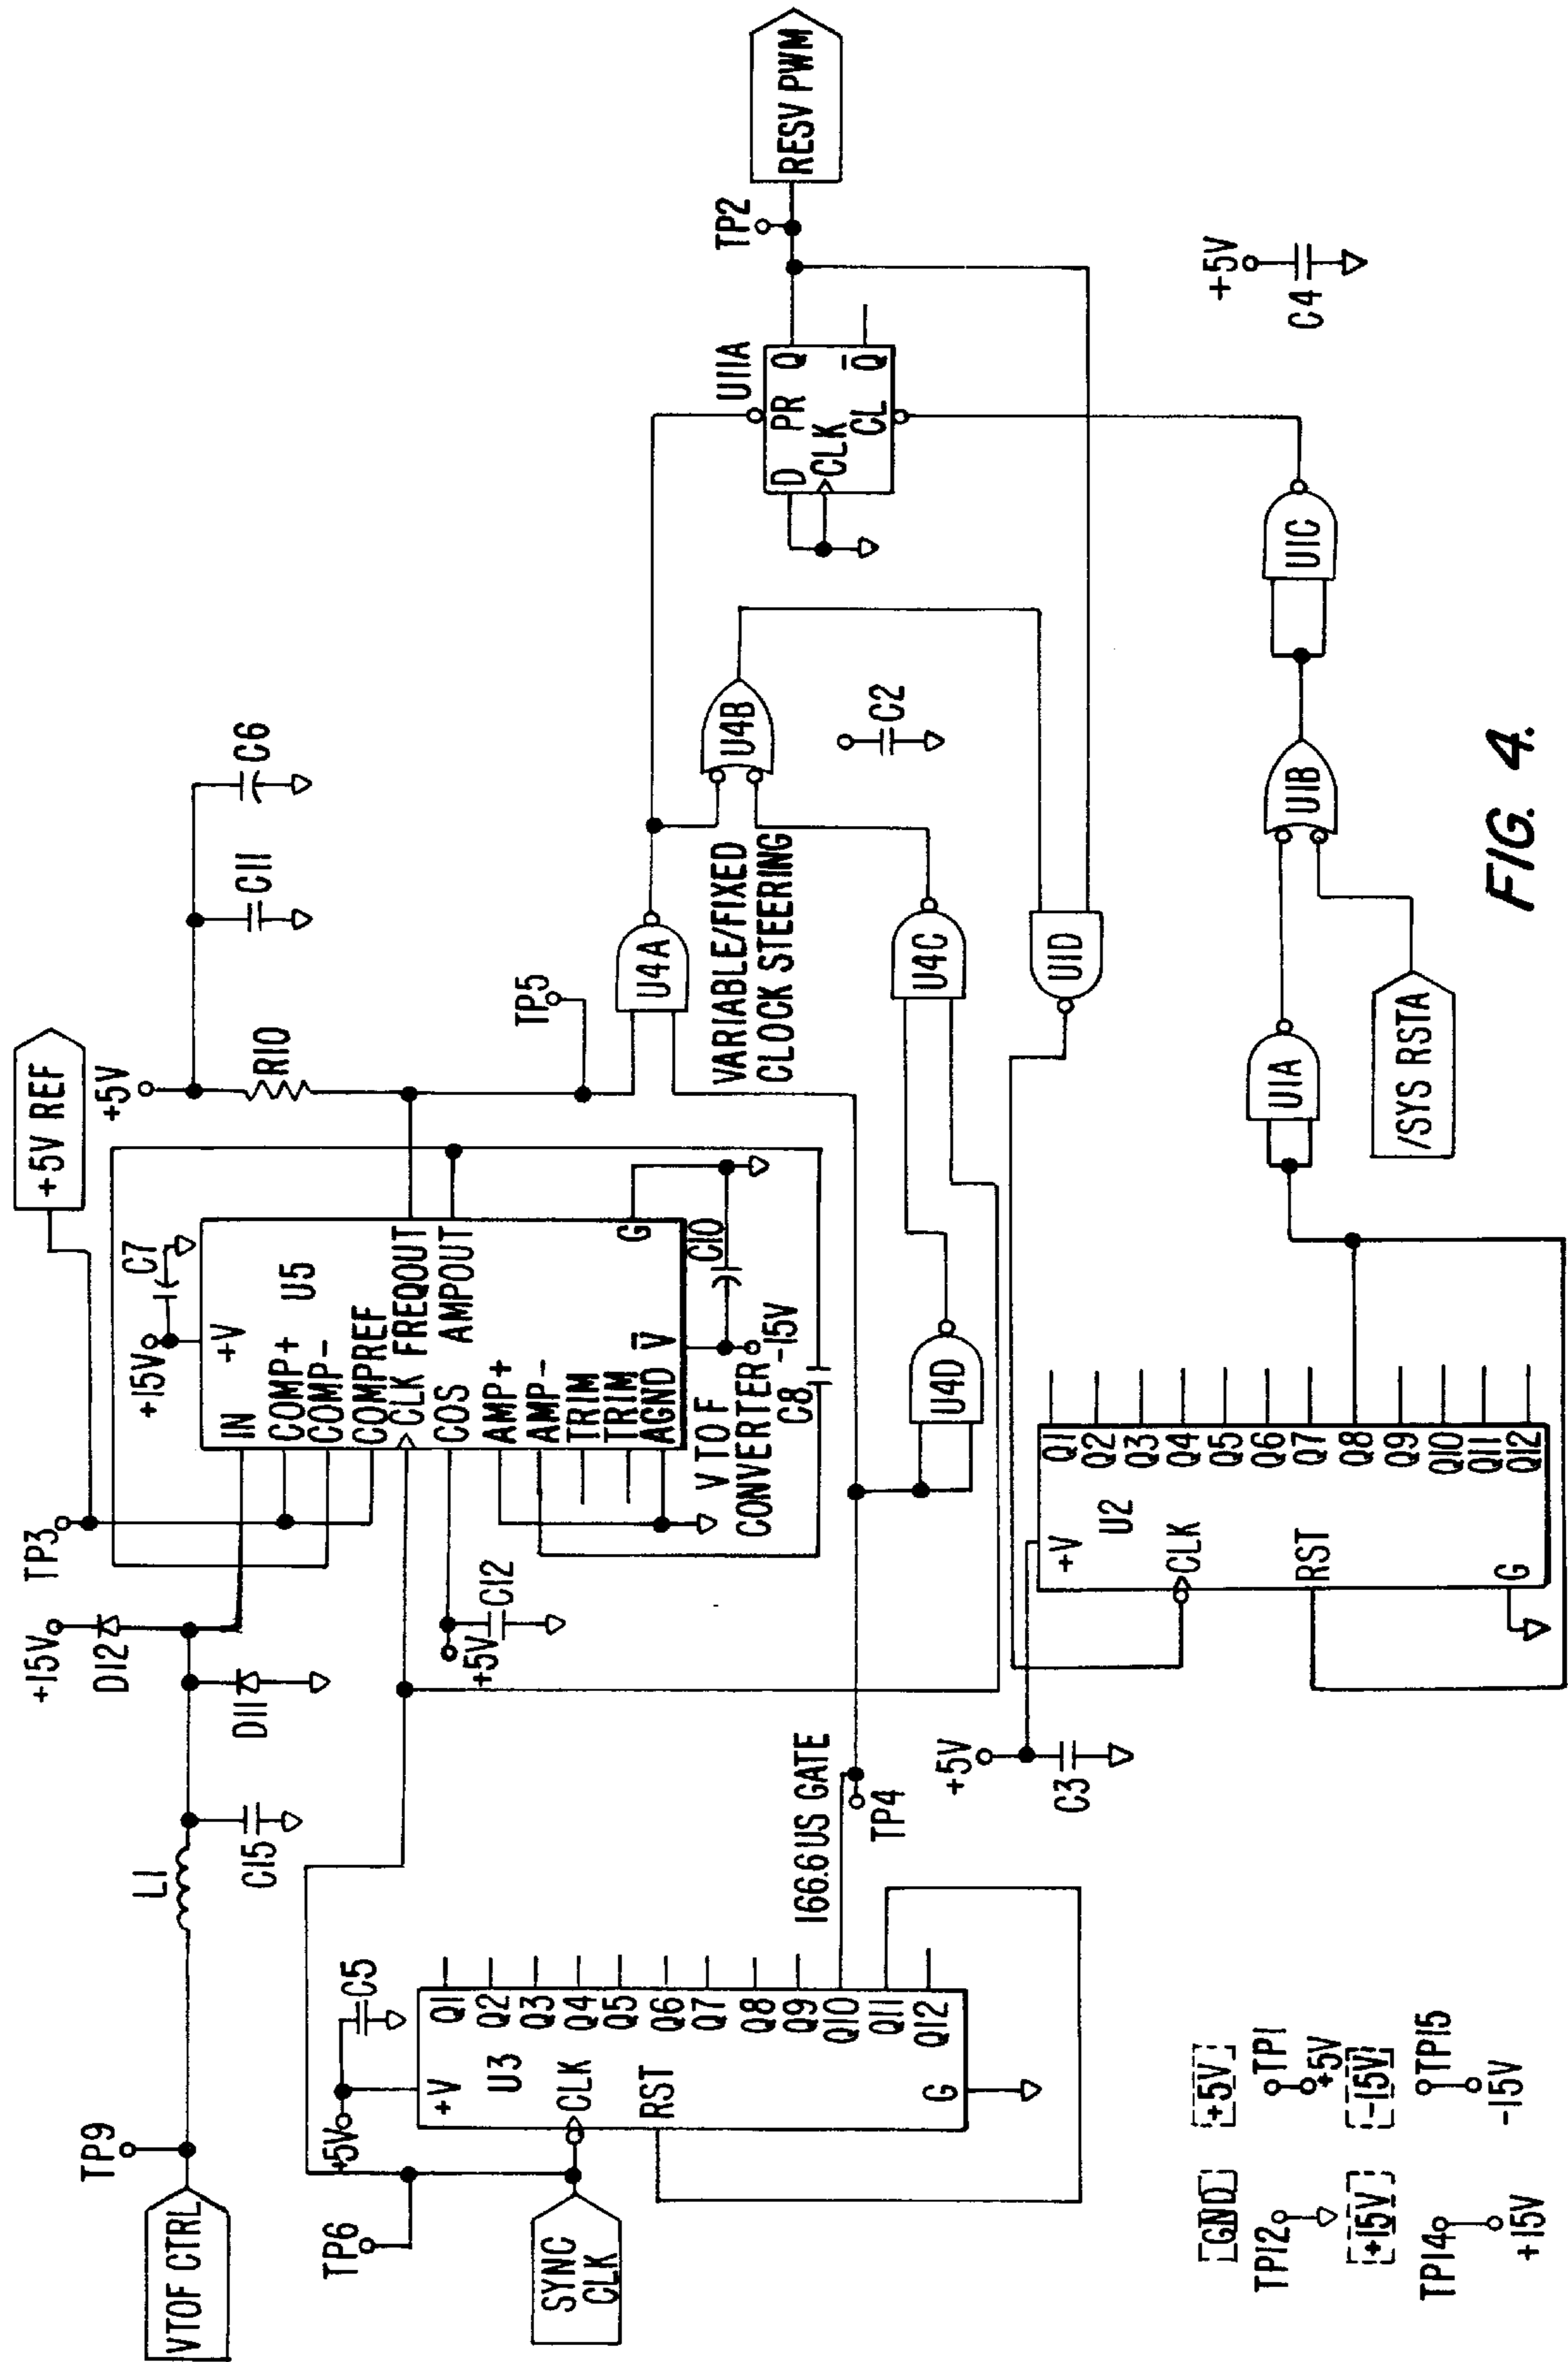 VTOF CTRL
TP9
L1
C15
D11
+15V
D12
TP3
+5V REF
+15V
C7
+V
U5
IN
COMP+
COMP-
COMPREF
CLK
FREQOUT
COS
AMPOUT
AMP+
AMP-
TRIM
TRIM
AGND
G
V̅
V TO F
CONVERTER
-15V
C10
C8
+5V
C12
+5V
R10
C11
C6
TP5
U4A
VARIABLE/FIXED
CLOCK STEERING
U4B
C2
U4C
U4D
U1D
U11A
D
PR
Q
CLK
CL
Q̅
TP2
RESV PWM
+5V
C4
TP6
SYNC
CLK
+5V
C5
+V
U3
CLK
RST
G
Q1
Q2
Q3
Q4
Q5
Q6
Q7
Q8
Q9
Q10
Q11
Q12
166.6US GATE
TP4
+5V
C3
+V
U2
CLK
RST
G
Q1
Q2
Q3
Q4
Q5
Q6
Q7
Q8
Q9
Q10
Q11
Q12
U1A
/SYS RSTA
U1B
U1C
GND
+5V
TP12
TP1
+5V
+15V
-15V
TP14
TP15
+15V
-15V
FIG. 4.